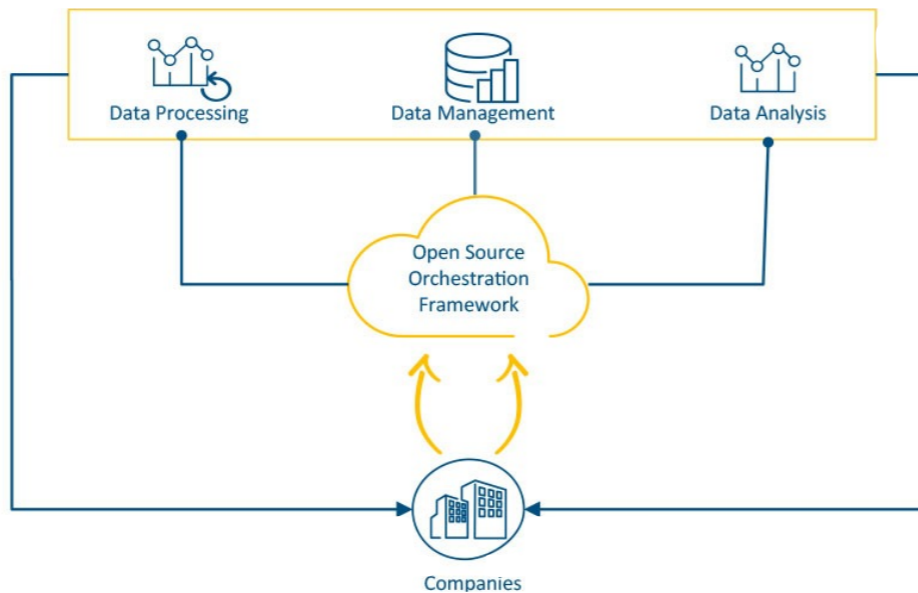 Data Processing
Data Management
Data Analysis
Open Source
Orchestration
Framework
Companies